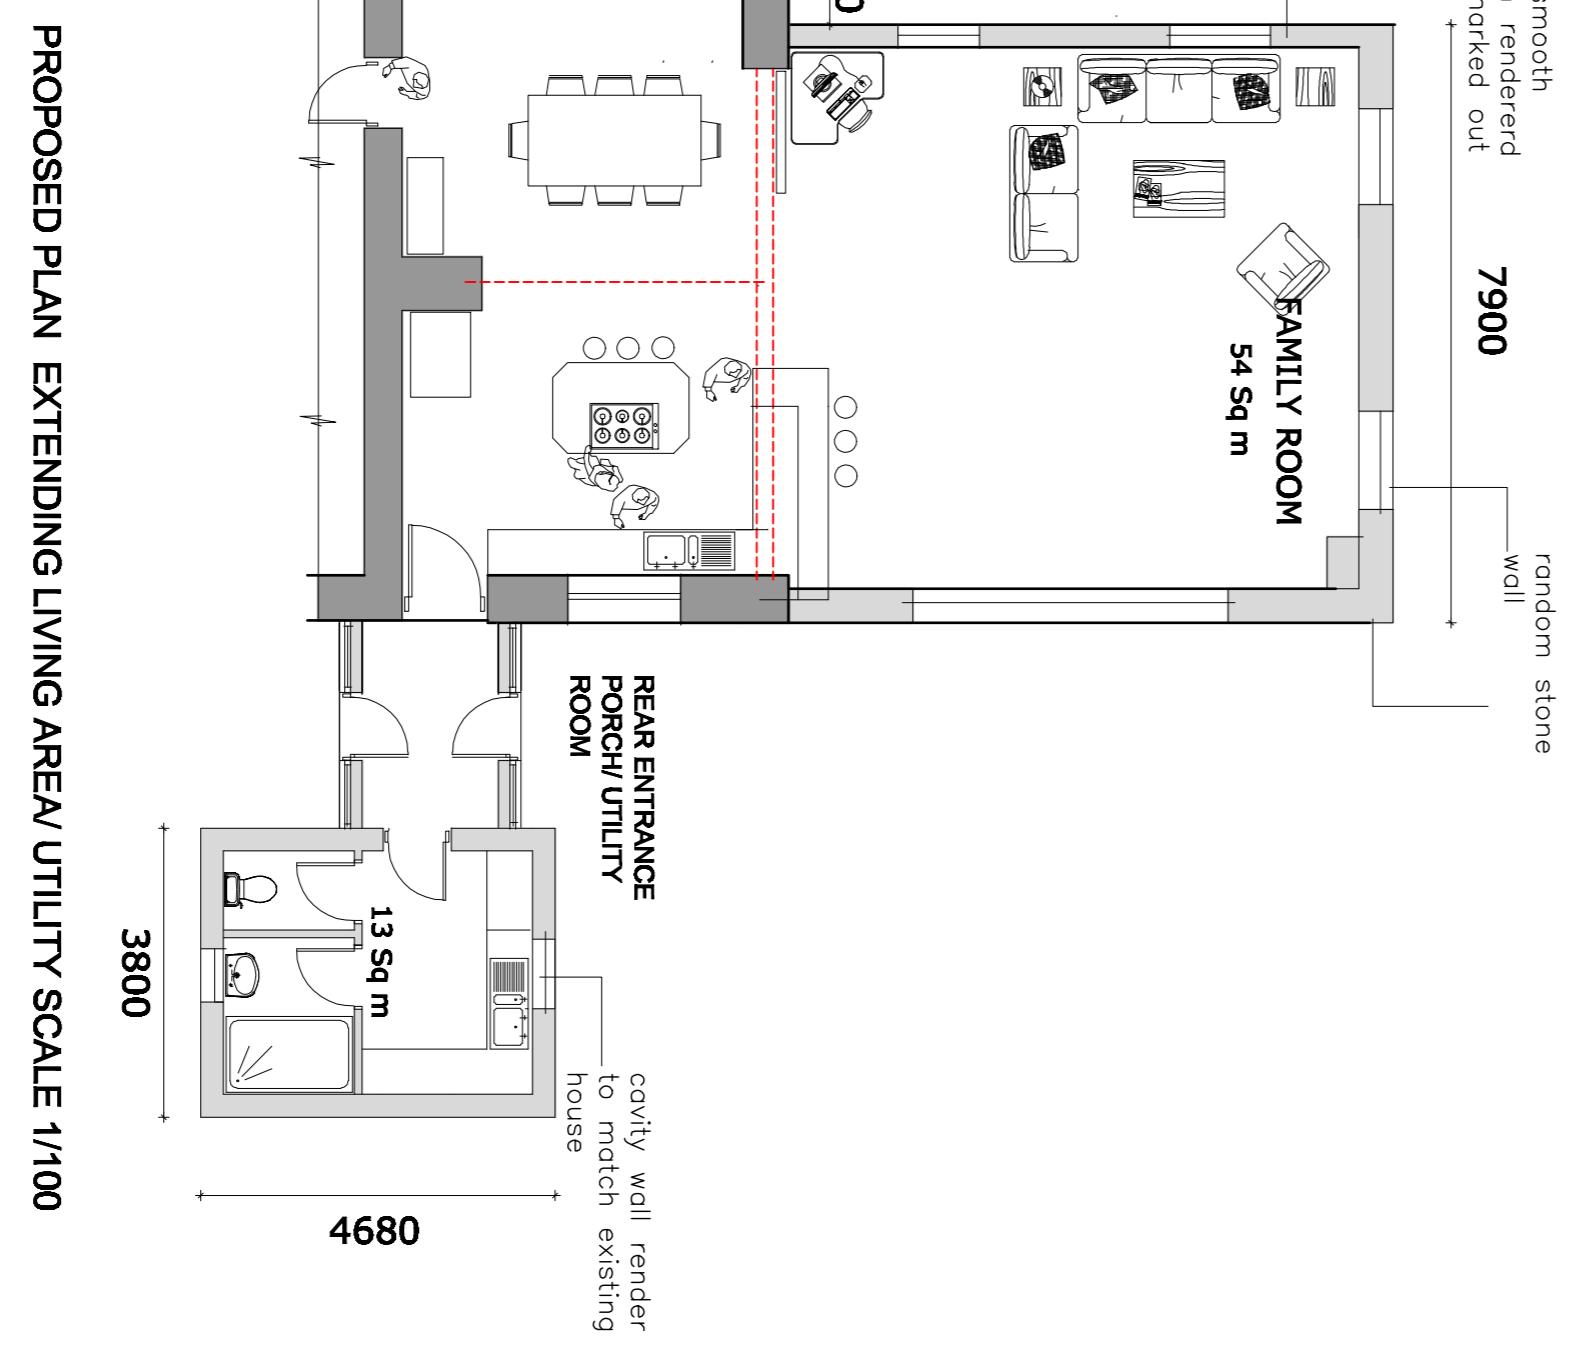 smooth
rendererd
marked out
0
7900
FAMILY ROOM
54 Sq m
random stone
wall
REAR ENTRANCE
PORCH/ UTILITY
ROOM
13 Sq m
3800
4680
cavity wall render
to match existing
house
PROPOSED PLAN EXTENDING LIVING AREA/ UTILITY SCALE 1/100